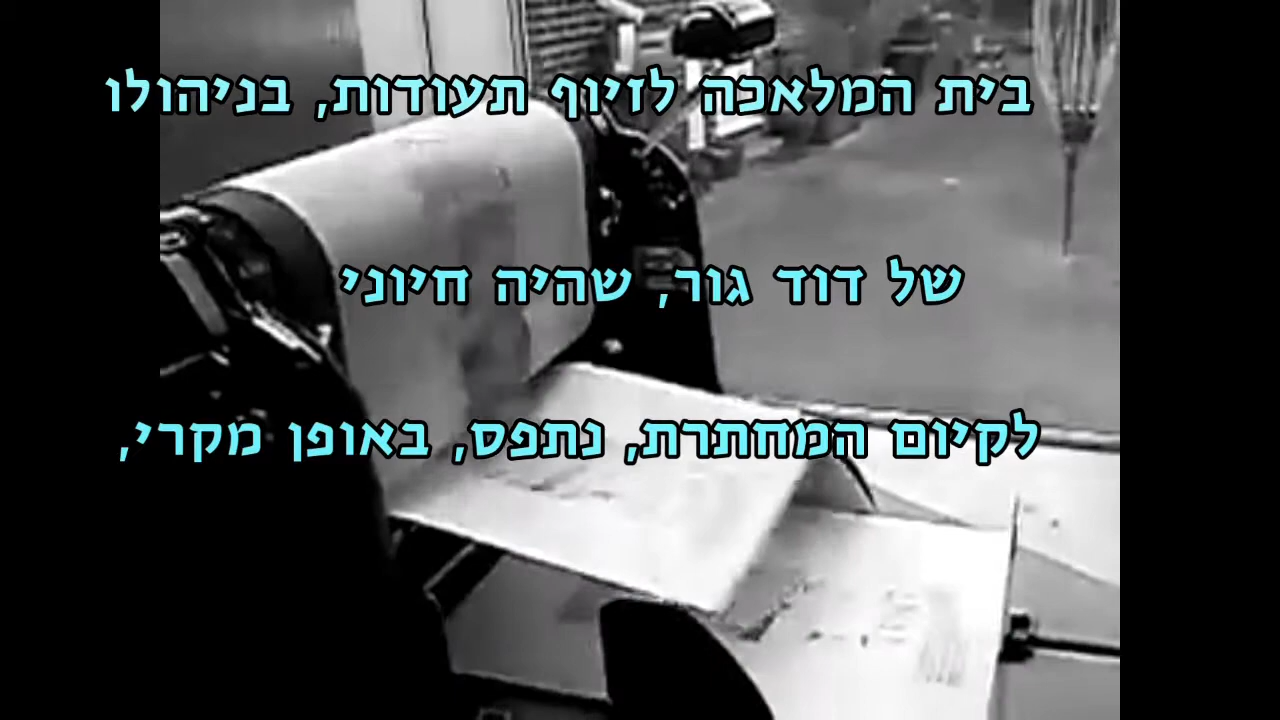 בית המלאכה לזיוף תעודות, בניהולו
של דוד גור, שהיה חיוני
לקיום המחתרת, נתפס, באופן מקרי,